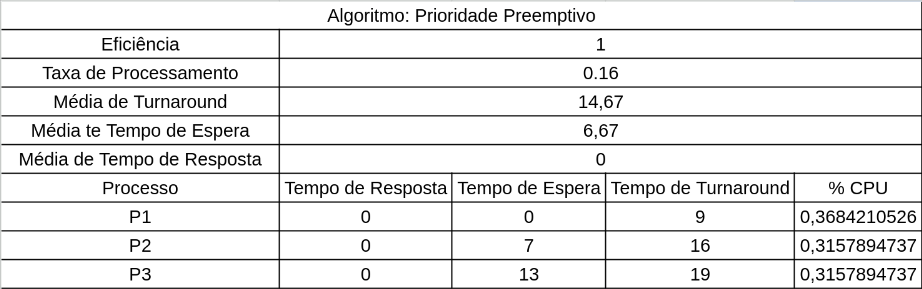 Algoritmo: Prioridade Preemptivo
Eficiência 1
Taxa de Processamento 0.16
Média de Turnaround 14,67
Média te Tempo de Espera 6,67
Média de Tempo de Resposta 0
Processo Tempo de Resposta Tempo de Espera Tempo de Turnaround % CPU
P1 0 0 9 0,3684210526
P2 0 7 16 0,3157894737
P3 0 13 19 0,3157894737